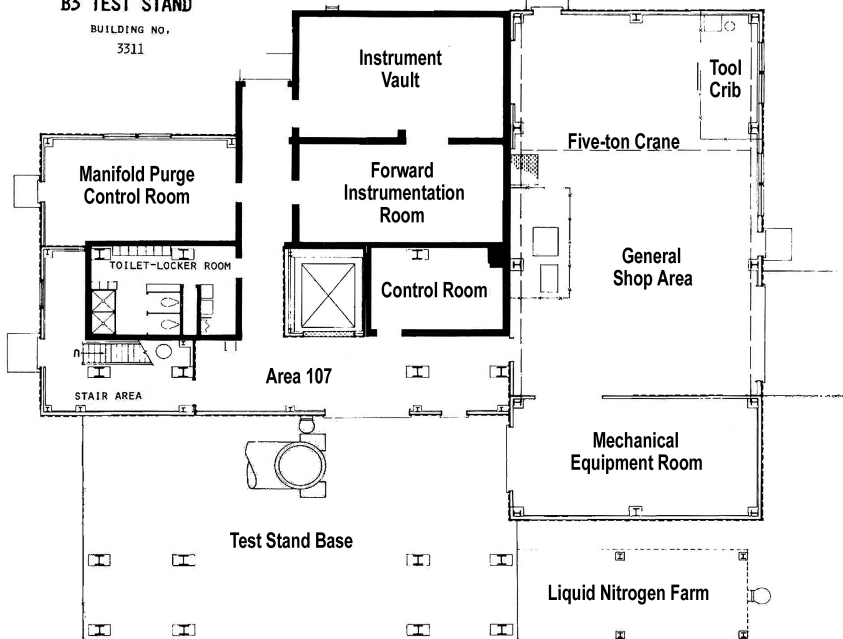 B3 TEST STAND
BUILDING NO.
3311
Instrument
Vault
Tool
Crib
Five-ton Crane
Manifold Purge
Control Room
Forward
Instrumentation
Room
TOILET-LOCKER ROOM
General
Shop Area
Control Room
Area 107
STAIR AREA
Mechanical
Equipment Room
Test Stand Base
Liquid Nitrogen Farm